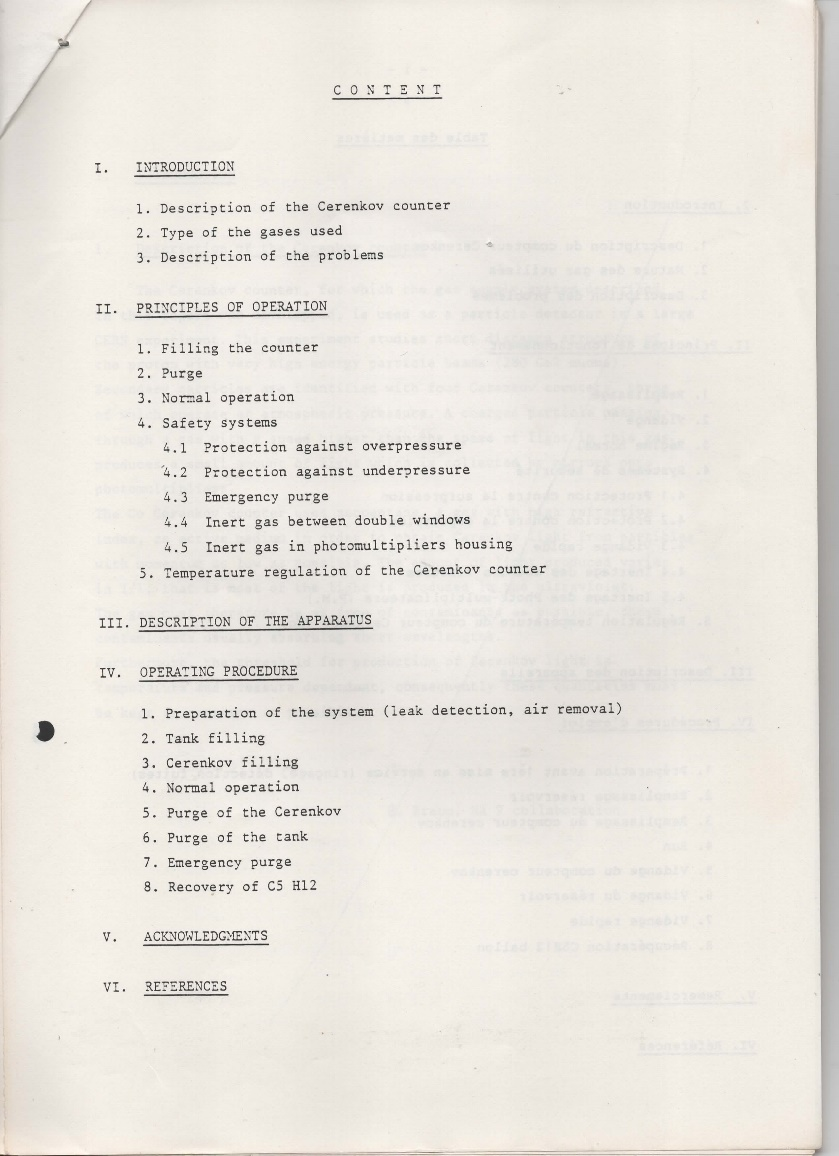 C O N T E N T
I. INTRODUCTION
1. Description of the Cerenkov counter
2. Type of the gases used
3. Description of the problems
II. PRINCIPLES OF OPERATION
1. Filling the counter
2. Purge
3. Normal operation
4. Safety systems
4.1 Protection against overpressure
4.2 Protection against underpressure
4.3 Emergency purge
4.4 Inert gas between double windows
4.5 Inert gas in photomultipliers housing
5. Temperature regulation of the Cerenkov counter
III. DESCRIPTION OF THE APPARATUS
IV. OPERATING PROCEDURE
1. Preparation of the system (leak detection, air removal)
2. Tank filling
3. Cerenkov filling
4. Normal operation
5. Purge of the Cerenkov
6. Purge of the tank
7. Emergency purge
8. Recovery of C5 H12
V. ACKNOWLEDGMENTS
VI. REFERENCES